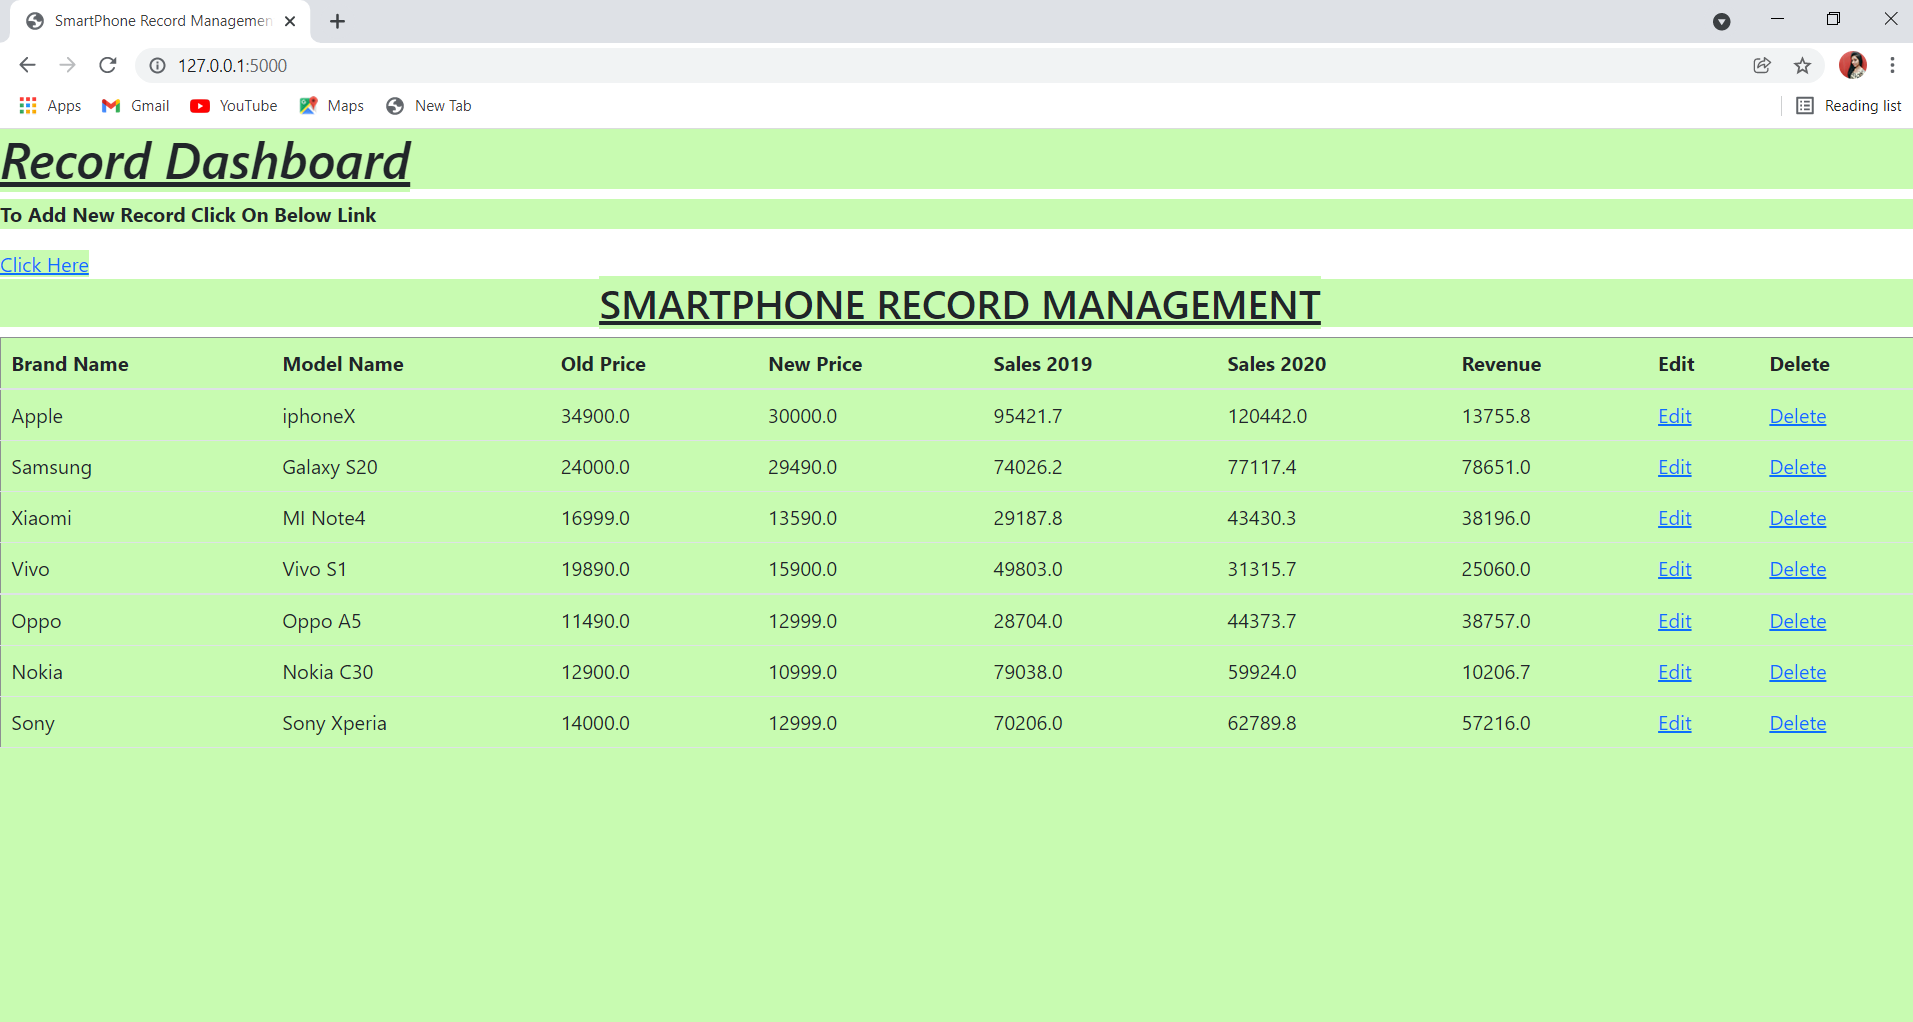 SmartPhone Record Managemen
127.0.0.1:5000
Apps Gmail YouTube Maps New Tab Reading list
Record Dashboard
To Add New Record Click On Below Link
Click Here
SMARTPHONE RECORD MANAGEMENT
Brand Name Model Name Old Price New Price Sales 2019 Sales 2020 Revenue Edit Delete
Apple iphoneX 34900.0 30000.0 95421.7 120442.0 13755.8 Edit Delete
Samsung Galaxy S20 24000.0 29490.0 74026.2 77117.4 78651.0 Edit Delete
Xiaomi MI Note4 16999.0 13590.0 29187.8 43430.3 38196.0 Edit Delete
Vivo Vivo S1 19890.0 15900.0 49803.0 31315.7 25060.0 Edit Delete
Oppo Oppo A5 11490.0 12999.0 28704.0 44373.7 38757.0 Edit Delete
Nokia Nokia C30 12900.0 10999.0 79038.0 59924.0 10206.7 Edit Delete
Sony Sony Xperia 14000.0 12999.0 70206.0 62789.8 57216.0 Edit Delete